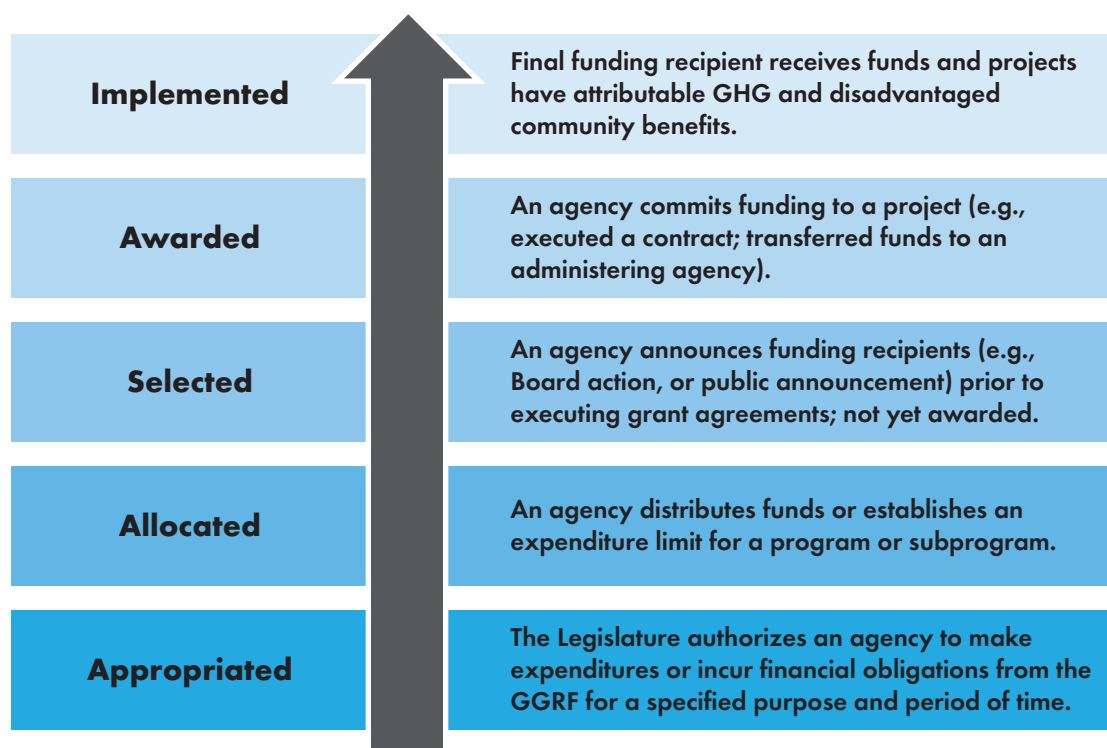 Implemented
Final funding recipient receives funds and projects
have attributable GHG and disadvantaged
community benefits.
Awarded
An agency commits funding to a project (e.g.,
executed a contract; transferred funds to an
administering agency).
Selected
An agency announces funding recipients (e.g.,
Board action, or public announcement) prior to
executing grant agreements; not yet awarded.
Allocated
An agency distributes funds or establishes an
expenditure limit for a program or subprogram.
Appropriated
The Legislature authorizes an agency to make
expenditures or incur financial obligations from the
GGRF for a specified purpose and period of time.